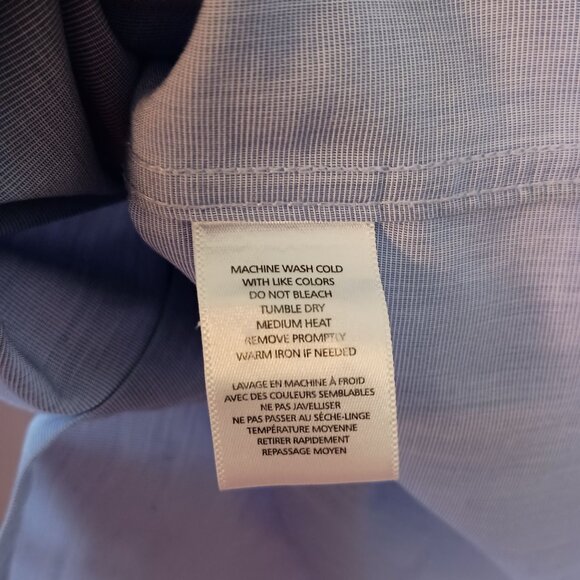 MACHINE WASH COLD
WITH LIKE COLORS
DO NOT BLEACH
TUMBLE DRY
MEDIUM HEAT
REMOVE PROMPTLY
WARM IRON IF NEEDED
LAVAGE EN MACHINE À FROID
AVEC DES COULEURS SEMBLABLES
NE PAS JAVELLISER
NE PAS PASSER AU SÈCHE-LINGE
TEMPÉRATURE MOYENNE
RETIRER RAPIDEMENT
REPASSAGE MOYEN